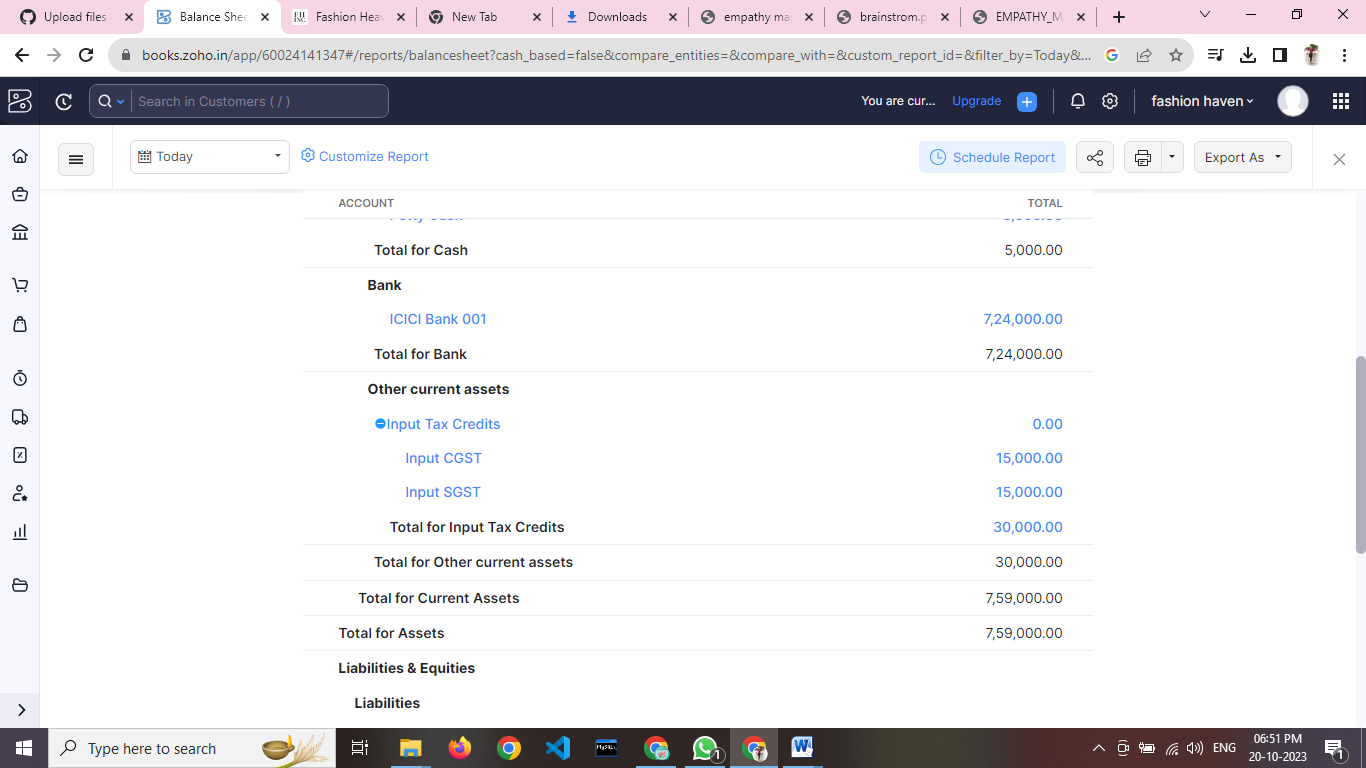 Upload files
Balance Shee
Fashion Heav
New Tab
Downloads
empathy ma
brainstrom.p
EMPATHY_M
books.zoho.in/app/60024141347#/reports/balancesheet?cash_based=false&compare_entities=&compare_with=&custom_report_id=&filter_by=Today&...
Search in Customers ( / )
You are cur...
Upgrade
fashion haven
Today
Customize Report
Schedule Report
Export As
ACCOUNT TOTAL
Total for Cash 5,000.00
Bank
ICICI Bank 001 7,24,000.00
Total for Bank 7,24,000.00
Other current assets
Input Tax Credits 0.00
Input CGST 15,000.00
Input SGST 15,000.00
Total for Input Tax Credits 30,000.00
Total for Other current assets 30,000.00
Total for Current Assets 7,59,000.00
Total for Assets 7,59,000.00
Liabilities & Equities
Liabilities
Type here to search
ENG
06:51 PM
20-10-2023